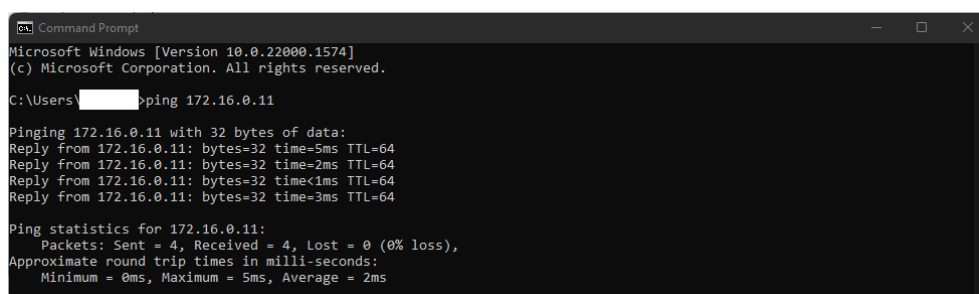 Command Prompt
Microsoft Windows [Version 10.0.22000.1574]
(c) Microsoft Corporation. All rights reserved.
C:\Users\ >ping 172.16.0.11
Pinging 172.16.0.11 with 32 bytes of data:
Reply from 172.16.0.11: bytes=32 time=5ms TTL=64
Reply from 172.16.0.11: bytes=32 time=2ms TTL=64
Reply from 172.16.0.11: bytes=32 time<1ms TTL=64
Reply from 172.16.0.11: bytes=32 time=3ms TTL=64
Ping statistics for 172.16.0.11:
Packets: Sent = 4, Received = 4, Lost = 0 (0% loss),
Approximate round trip times in milli-seconds:
Minimum = 0ms, Maximum = 5ms, Average = 2ms